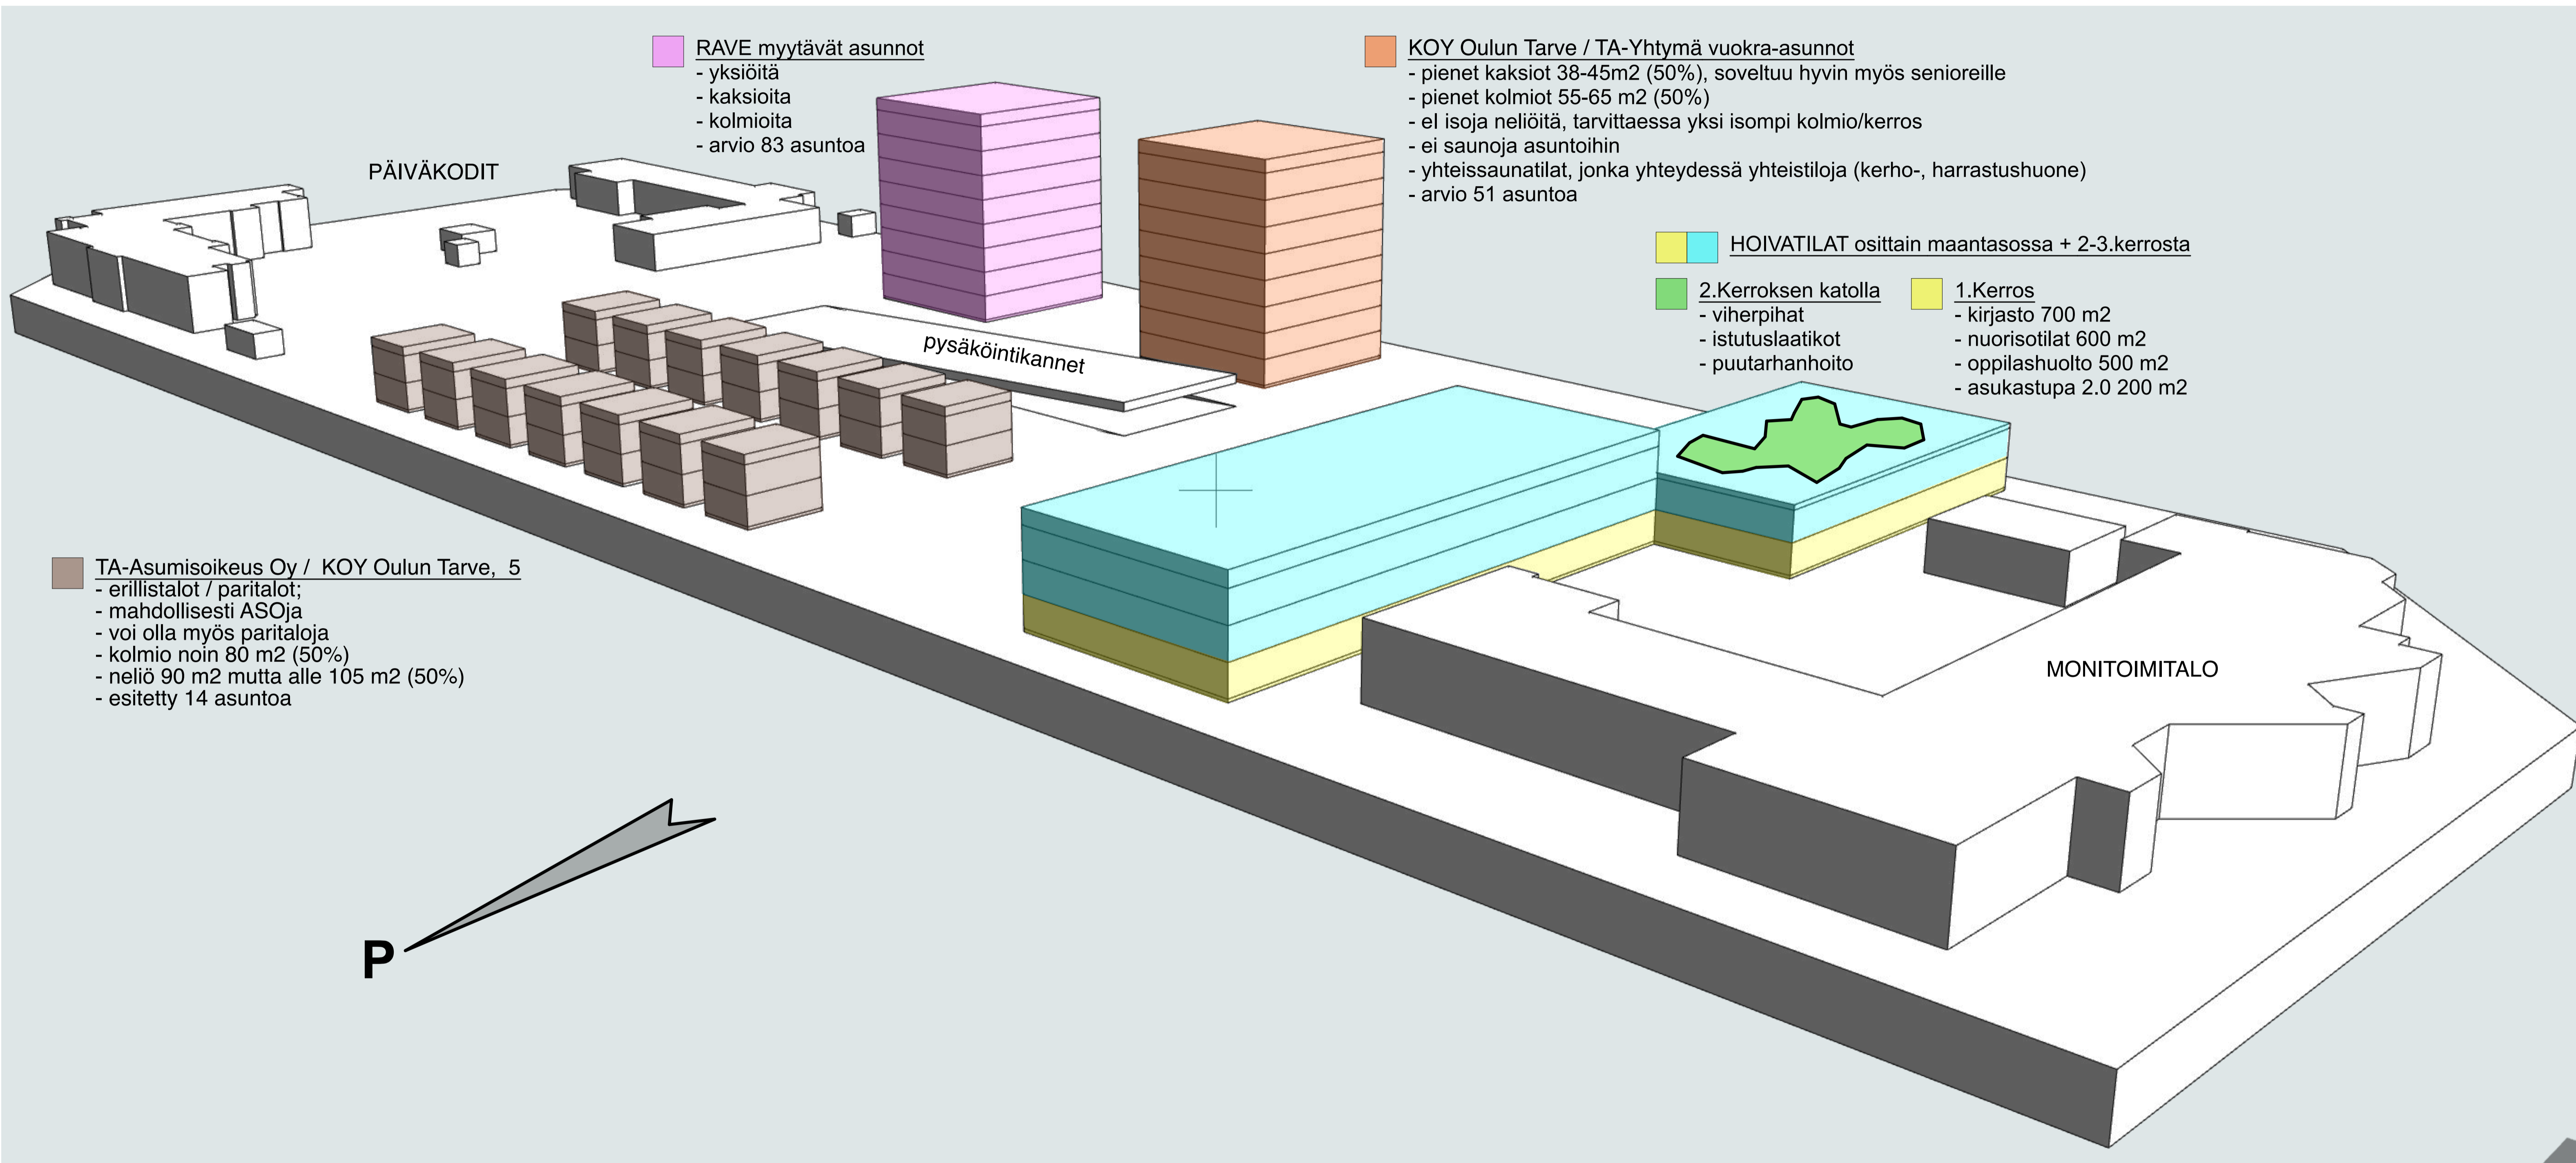 RAVE myytävät asunnot
- yksiöitä
- kaksioita
- kolmioita
- arvio 83 asuntoa
KOY Oulun Tarve / TA-Yhtymä vuokra-asunnot
- pienet kaksiot 38-45m2 (50%), soveltuu hyvin myös senioreille
- pienet kolmiot 55-65 m2 (50%)
- eI isoja neliöitä, tarvittaessa yksi isompi kolmio/kerros
- ei saunoja asuntoihin
- yhteissaunatilat, jonka yhteydessä yhteistiloja (kerho-, harrastushuone)
- arvio 51 asuntoa
PÄIVÄKODIT
HOIVATILAT osittain maantasossa + 2-3.kerrosta
2.Kerroksen katolla
- viherpihat
- istutuslaatikot
- puutarhanhoito
1.Kerros
- kirjasto 700 m2
- nuorisotilat 600 m2
- oppilashuolto 500 m2
- asukastupa 2.0 200 m2
pysäköintikannet
TA-Asumisoikeus Oy / KOY Oulun Tarve, 5
- erillistalot / paritalot;
- mahdollisesti ASOja
- voi olla myös paritaloja
- kolmio noin 80 m2 (50%)
- neliö 90 m2 mutta alle 105 m2 (50%)
- esitetty 14 asuntoa
MONITOIMITALO
P